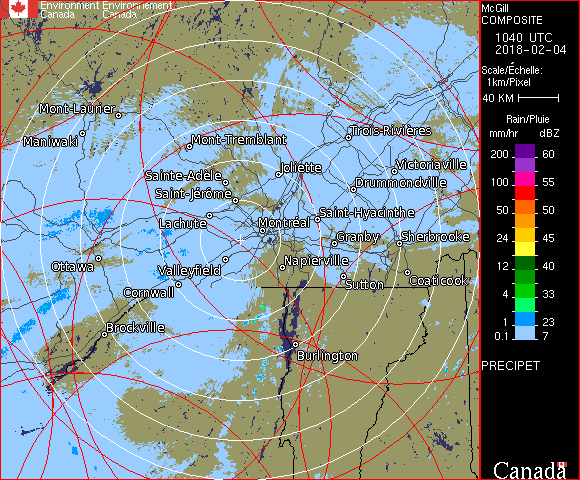 Environment Environnement
Canada Canada
McGill
COMPOSITE
1040 UTC
2018-02-04
Scale/Échelle:
1km/Pixel
40 KM
Rain/Pluie
mm/hr dBZ
200 60
100 55
50 50
24 45
12 40
4 33
1 23
0.1 7
PRECIPET
Canada
Mont-Laurier
Maniwaki
Mont-Tremblant
Trois-Rivières
Joliette
Victoriaville
Sainte-Adèle
Drummondville
Saint-Jérôme
Saint-Hyacinthe
Lachute
Montréal
Granby
Sherbrooke
Ottawa
Valleyfield
Napierville
Cornwall
Sutton
Coaticook
Brockville
Burlington